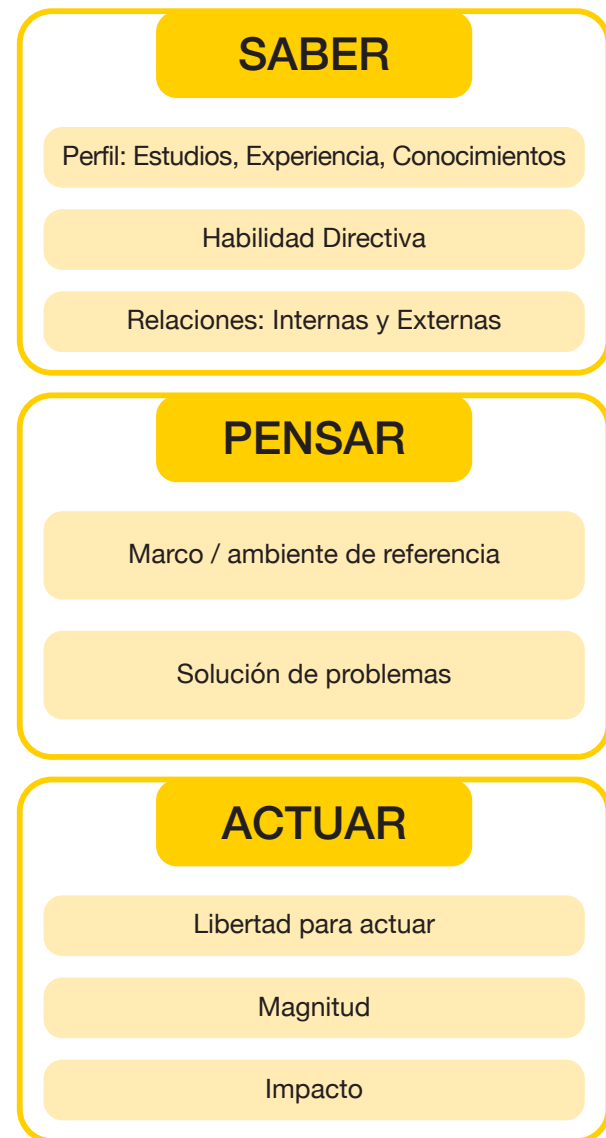 SABER
Perfil: Estudios, Experiencia, Conocimientos
Habilidad Directiva
Relaciones: Internas y Externas
PENSAR
Marco / ambiente de referencia
Solución de problemas
ACTUAR
Libertad para actuar
Magnitud
Impacto